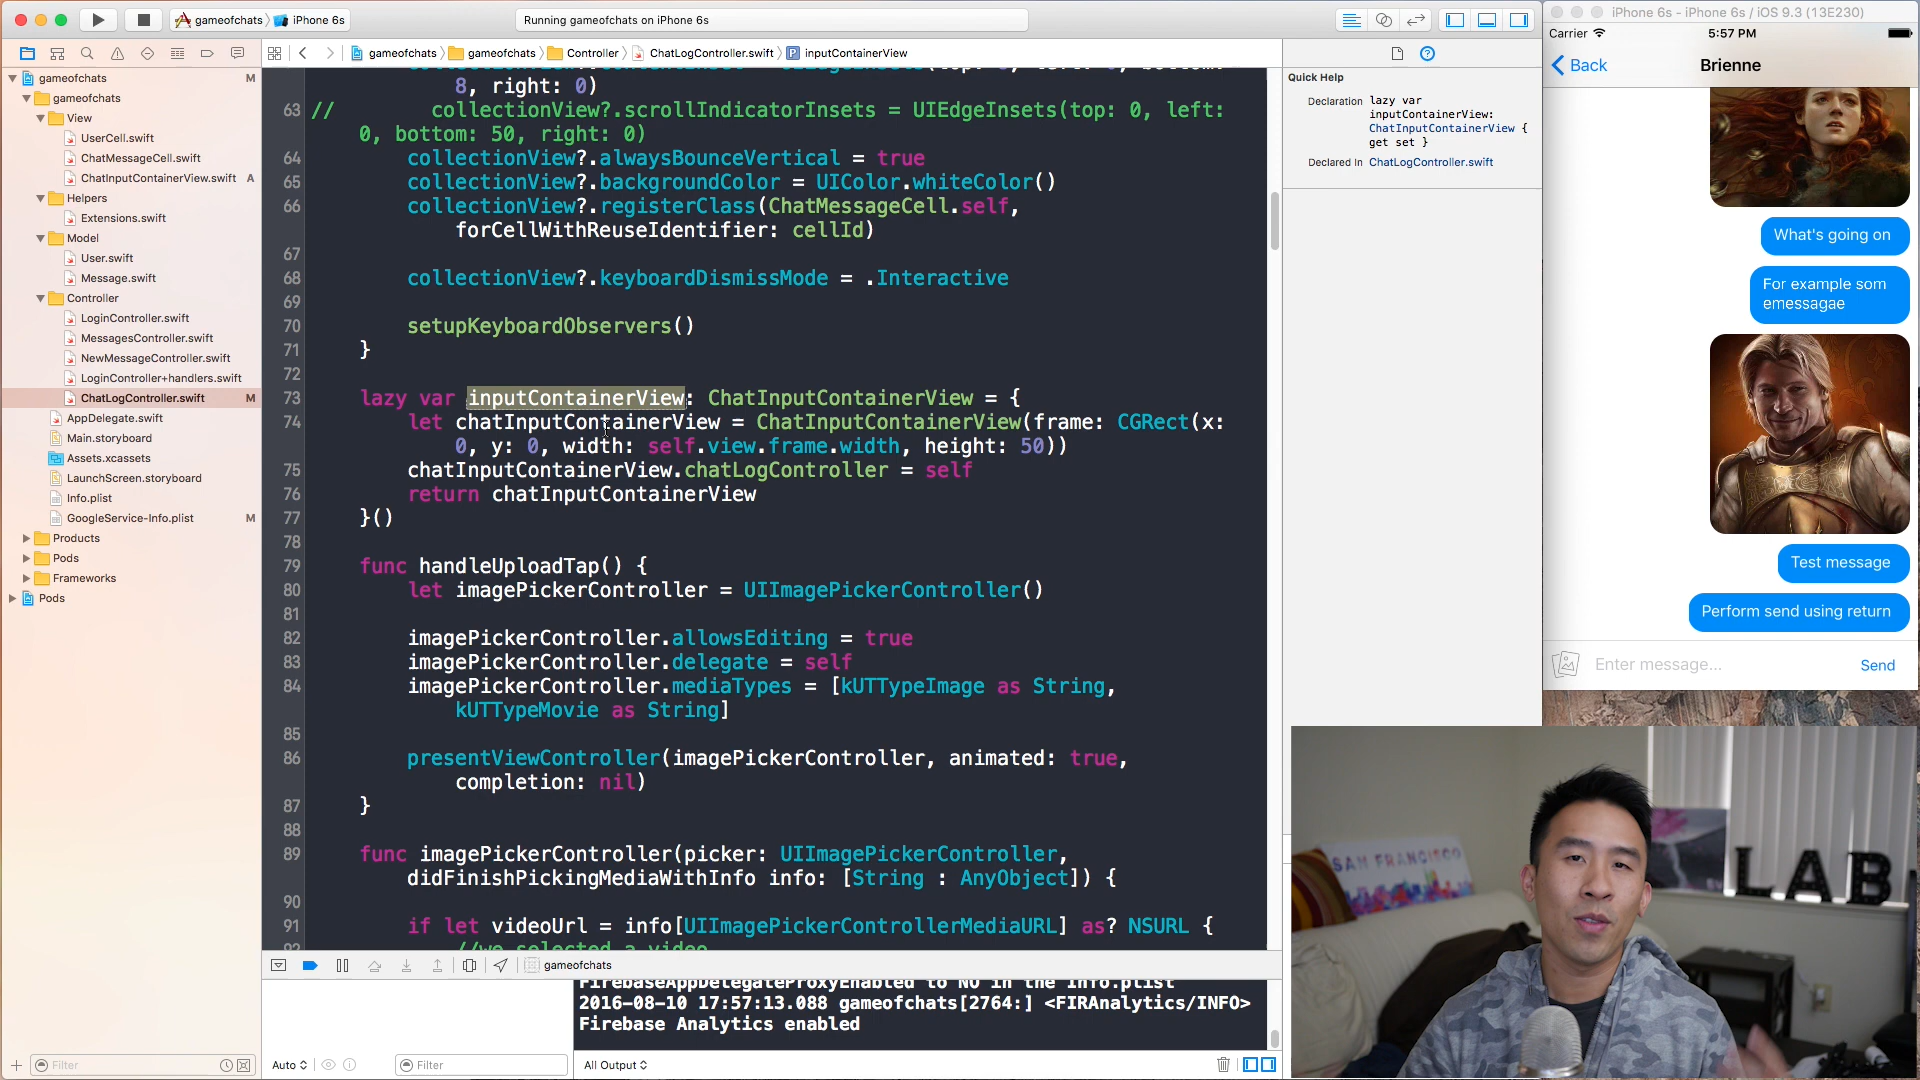 gameofchats
iPhone 6s
Running gameofchats on iPhone 6s
iPhone 6s - iPhone 6s / iOS 9.3 (13E230)
gameofchats
gameofchats
Controller
ChatLogController.swift
inputContainerView
gameofchats M
gameofchats
View
UserCell.swift
ChatMessageCell.swift
ChatInputContainerView.swift A
Helpers
Extensions.swift
Model
User.swift
Message.swift
Controller
LoginController.swift
MessagesController.swift
NewMessageController.swift
LoginController+handlers.swift
ChatLogController.swift M
AppDelegate.swift
Main.storyboard
Assets.xcassets
LaunchScreen.storyboard
Info.plist
GoogleService-Info.plist M
Products
Pods
Frameworks
Pods
Filter
8, right: 0)
63 // collectionView?.scrollIndicatorInsets = UIEdgeInsets(top: 0, left:
0, bottom: 50, right: 0)
64 collectionView?.alwaysBounceVertical = true
65 collectionView?.backgroundColor = UIColor.whiteColor()
66 collectionView?.registerClass(ChatMessageCell.self,
forCellWithReuseIdentifier: cellId)
67
68 collectionView?.keyboardDismissMode = .Interactive
69
70 setupKeyboardObservers()
71 }
72
73 lazy var inputContainerView: ChatInputContainerView = {
74 let chatInputContainerView = ChatInputContainerView(frame: CGRect(x:
0, y: 0, width: self.view.frame.width, height: 50))
75 chatInputContainerView.chatLogController = self
76 return chatInputContainerView
77 }()
78
79 func handleUploadTap() {
80 let imagePickerController = UIImagePickerController()
81
82 imagePickerController.allowsEditing = true
83 imagePickerController.delegate = self
84 imagePickerController.mediaTypes = [kUTTypeImage as String,
kUTTypeMovie as String]
85
86 presentViewController(imagePickerController, animated: true,
completion: nil)
87 }
88
89 func imagePickerController(picker: UIImagePickerController,
didFinishPickingMediaWithInfo info: [String : AnyObject]) {
90
91 if let videoUrl = info[UIImagePickerControllerMediaURL] as? NSURL {
//we selected a video
gameofchats
FirebaseAppDelegateProxyEnabled to NO in the Info.plist
2016-08-10 17:57:13.088 gameofchats[2764:] <FIRAnalytics/INFO>
Firebase Analytics enabled
Auto
Filter
All Output
Quick Help
Declaration lazy var
inputContainerView:
ChatInputContainerView {
get set }
Declared In ChatLogController.swift
Carrier 5:57 PM
Back Brienne
What's going on
For example som
emessagae
Test message
Perform send using return
Enter message... Send
SAN FRANCISCO
LAB